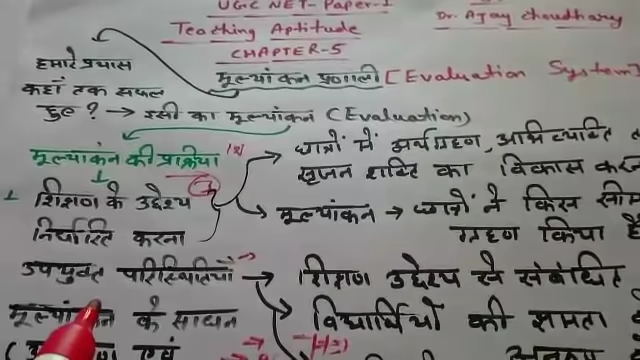 UGC NET- Paper-1
Dr. Ajay Choudhary
Teaching Aptitude
CHAPTER-5
मूल्यांकन प्रणाली [Evaluation System]
हमारे प्रयास
कहाँ तक सफल
हुए ? → इसी का मूल्यांकन (Evaluation)
मूल्यांकन की प्रक्रिया
छात्रों में अर्थग्रहण, अभिव्यक्ति
सृजन शक्ति का विकास
1 शिक्षण के उद्देश्य
निर्धारित करना
मूल्यांकन → छात्रों ने किस
ग्रहण किया है
उपयुक्त परिस्थितियाँ → शिक्षण उद्देश्य से संबंधित
मूल्यांकन के साधन
विद्यार्थियों की क्षमता
एवं